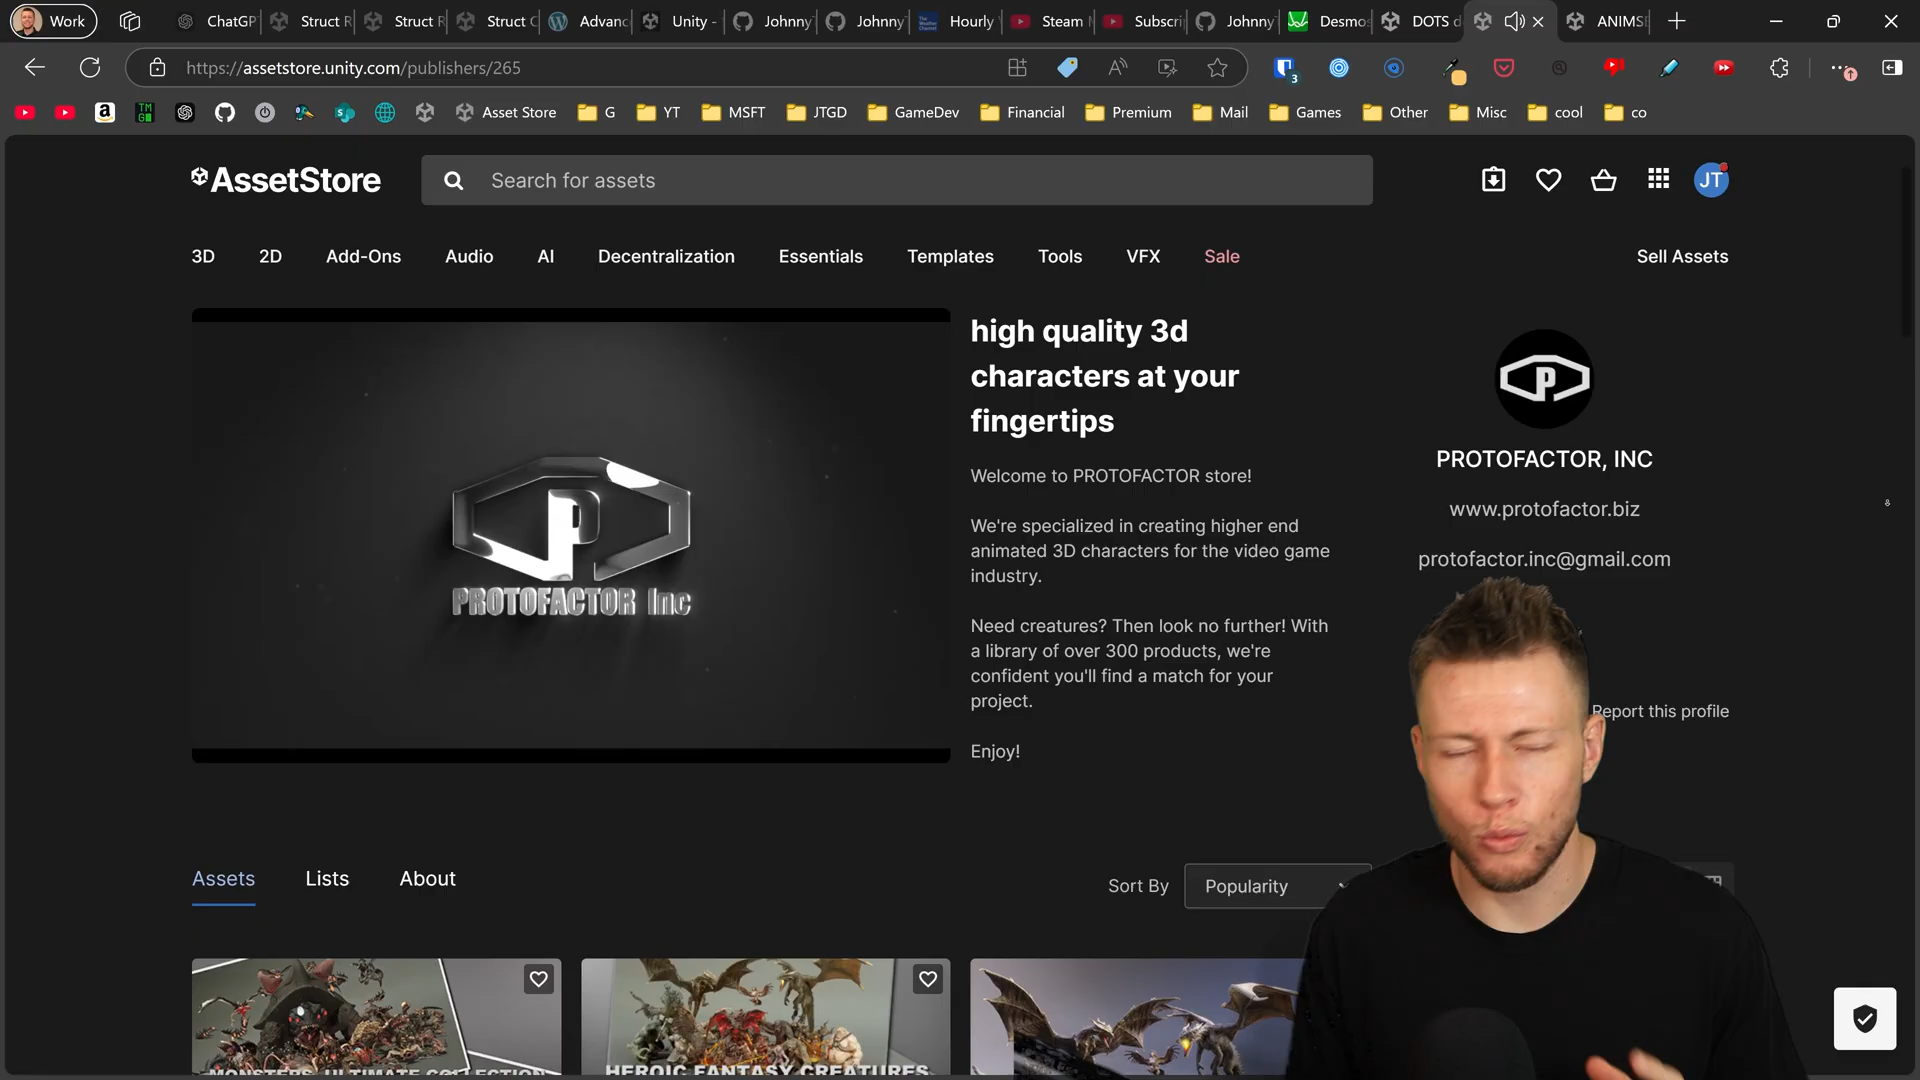 Work
ChatGP
Struct R
Struct R
Struct C
Advanc
Unity -
Johnny
Johnny
Hourly
Steam M
Subscri
Johnny
Desmos
DOTS d
ANIMSE
https://assetstore.unity.com/publishers/265
3
Asset Store
G
YT
MSFT
JTGD
GameDev
Financial
Premium
Mail
Games
Other
Misc
cool
co
AssetStore
Search for assets
JT
3D
2D
Add-Ons
Audio
AI
Decentralization
Essentials
Templates
Tools
VFX
Sale
Sell Assets
PROTOFACTOR Inc
high quality 3d
characters at your
fingertips
Welcome to PROTOFACTOR store!
We're specialized in creating higher end
animated 3D characters for the video game
industry.
Need creatures? Then look no further! With
a library of over 300 products, we're
confident you'll find a match for your
project.
Enjoy!
P
PROTOFACTOR, INC
www.protofactor.biz
protofactor.inc@gmail.com
Report this profile
Assets
Lists
About
Sort By
Popularity
MONSTERS ULTIMATE COLLECTION
HEROIC FANTASY CREATURES